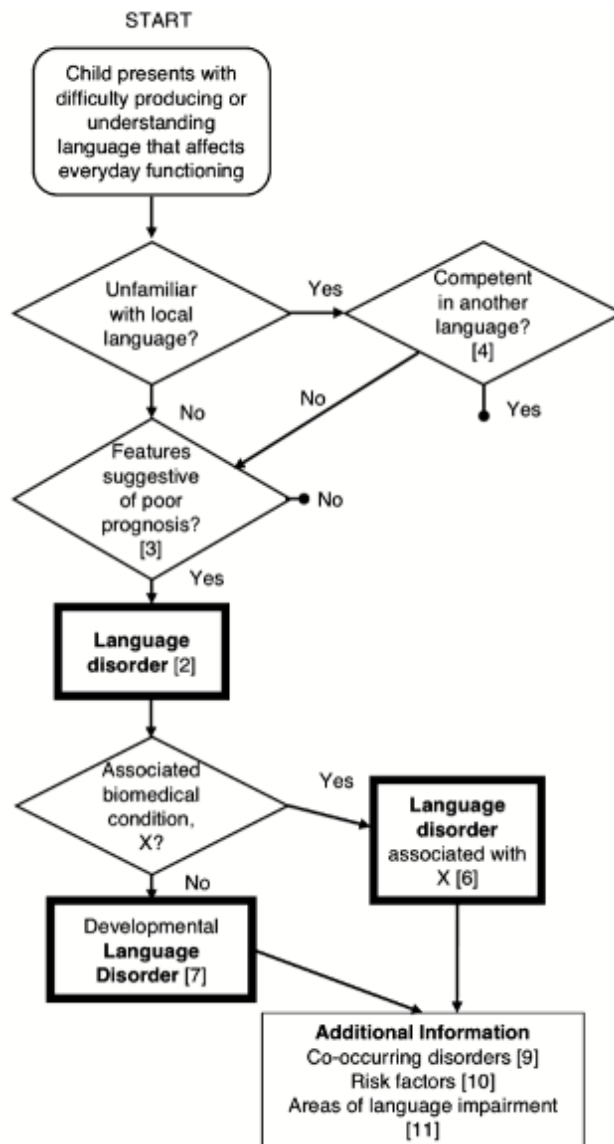 START
Child presents with
difficulty producing or
understanding
language that affects
everyday functioning
Unfamiliar
with local
language?
Yes
Competent
in another
language?
[4]
No
No
Yes
Features
suggestive
of poor
prognosis?
[3]
No
Yes
Language
disorder [2]
Associated
biomedical
condition,
X?
Yes
Language
disorder
associated with
X [6]
No
Developmental
Language
Disorder [7]
Additional Information
Co-occurring disorders [9]
Risk factors [10]
Areas of language impairment
[11]